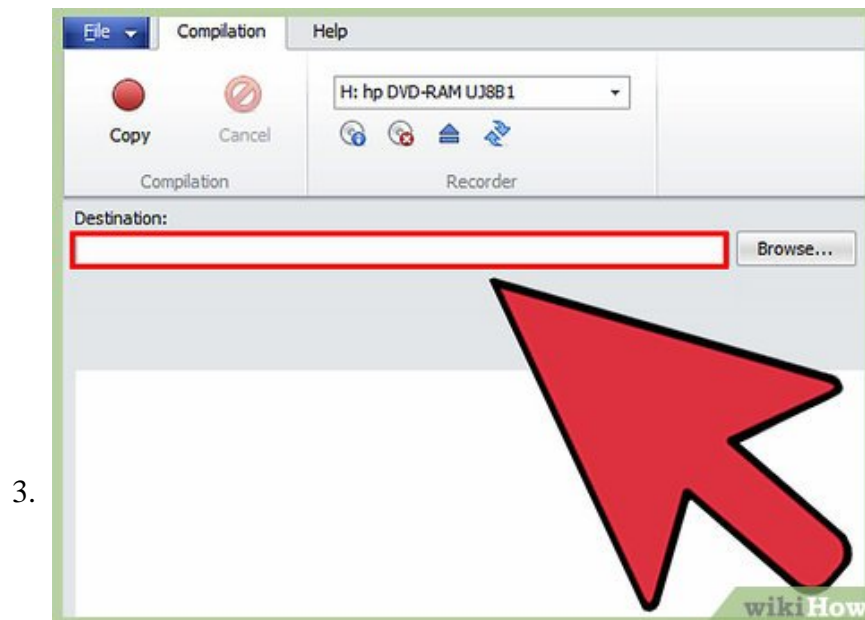 File Compilation Help
H: hp DVD-RAM UJ8B1
Copy Cancel
Compilation Recorder
Destination:
Browse...
3.
wikiHow